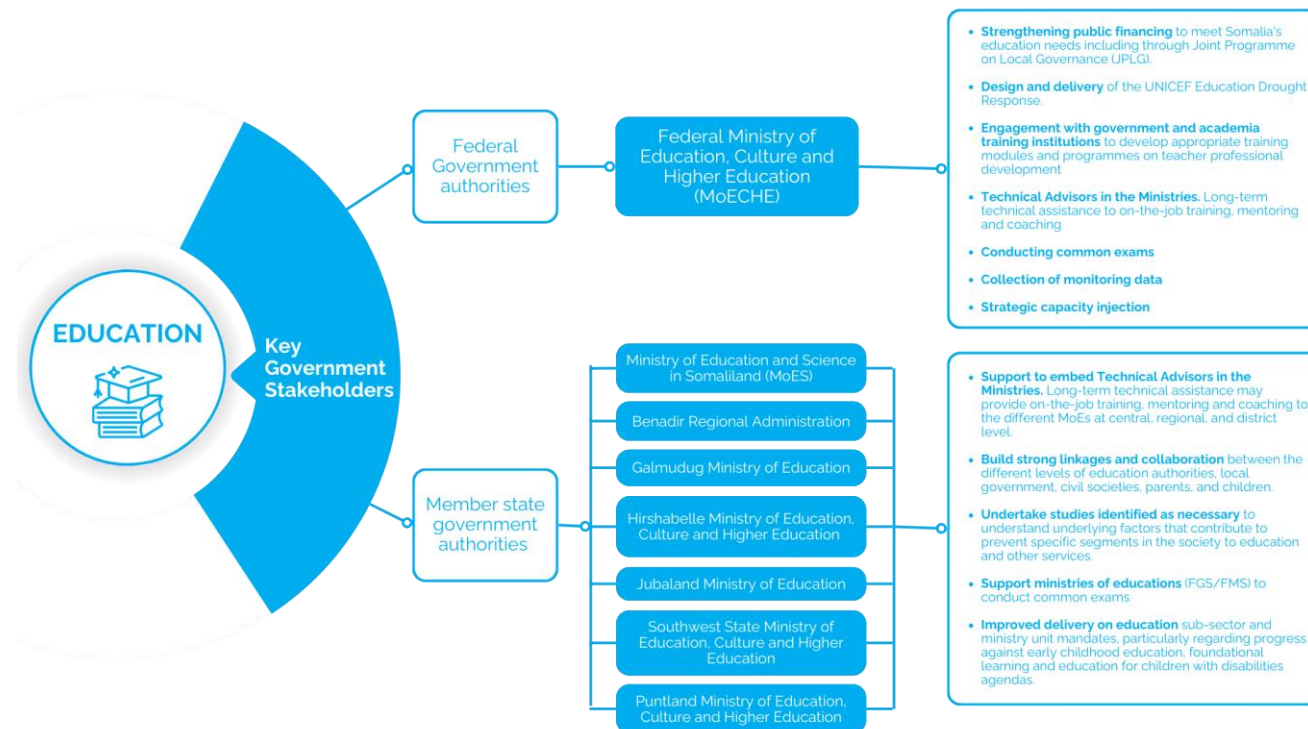 EDUCATION
Key
Government
Stakeholders
Federal
Government
authorities
Federal Ministry of
Education, Culture and
Higher Education
(MoECHE)
• Strengthening public financing to meet Somalia's
education needs including through Joint Programme
on Local Governance (JPLG).
• Design and delivery of the UNICEF Education Drought
Response.
• Engagement with government and academia
training institutions to develop appropriate training
modules and programmes on teacher professional
development
• Technical Advisors in the Ministries. Long-term
technical assistance to on-the-job training, mentoring
and coaching
• Conducting common exams
• Collection of monitoring data
• Strategic capacity injection
Member state
government
authorities
Ministry of Education and Science
in Somaliland (MoES)
Benadir Regional Administration
Galmudug Ministry of Education
Hirshabelle Ministry of Education,
Culture and Higher Education
Jubaland Ministry of Education
Southwest State Ministry of
Education, Culture and Higher
Education
Puntland Ministry of Education,
Culture and Higher Education
• Support to embed Technical Advisors in the
Ministries. Long-term technical assistance may
provide on-the-job training, mentoring and coaching to
the different MoEs at central, regional, and district
level.
• Build strong linkages and collaboration between the
different levels of education authorities, local
government, civil societies, parents, and children.
• Undertake studies identified as necessary to
understand underlying factors that contribute to
prevent specific segments in the society to education
and other services.
• Support ministries of educations (FGS/FMS) to
conduct common exams
• Improved delivery on education sub-sector and
ministry unit mandates, particularly regarding progress
against early childhood education, foundational
learning and education for children with disabilities
agendas.